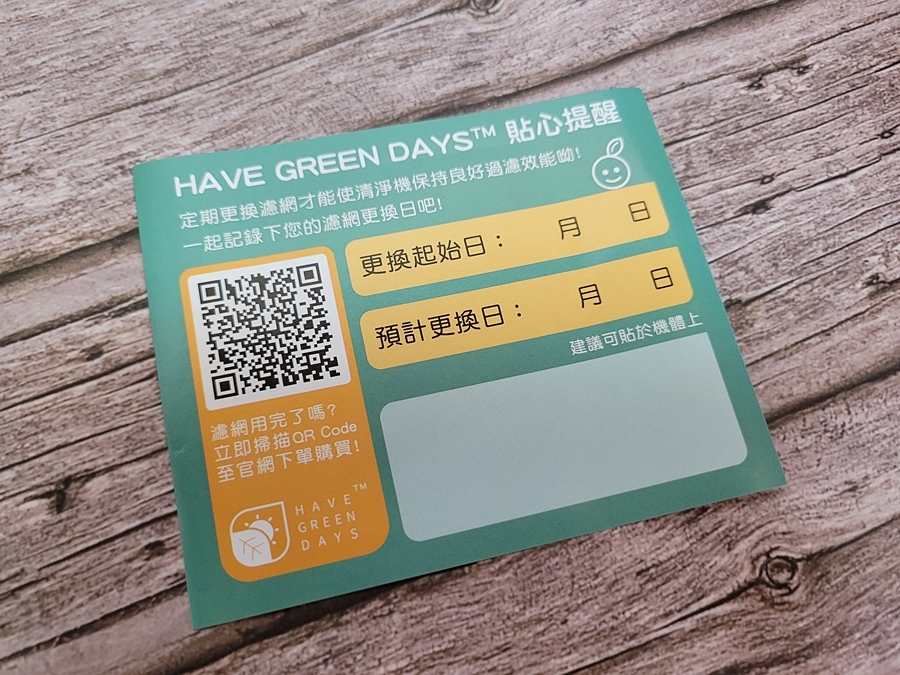 HAVE GREEN DAYS™ 貼心提醒
定期更換濾網才能使清淨機保持良好過濾效能呦!
一起記錄下您的濾網更換日吧!
更換起始日： 月 日
預計更換日： 月 日
建議可貼於機體上
濾網用完了嗎?
立即掃描QR Code
至官網下單購買!
HAVE™
GREEN
DAYS